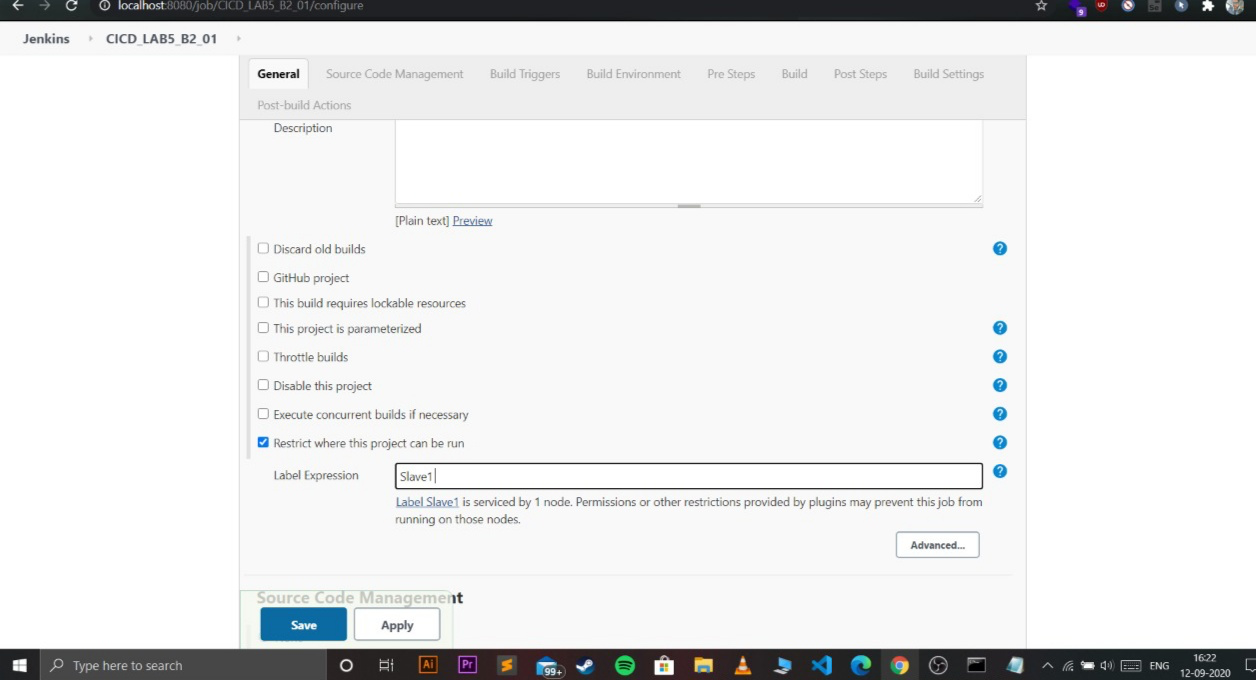 localhost:8080/job/CICD_LAB5_B2_01/configure
9
Jenkins CICD_LAB5_B2_01
General Source Code Management Build Triggers Build Environment Pre Steps Build Post Steps Build Settings
Post-build Actions
Description
[Plain text] Preview
Discard old builds ?
GitHub project
This build requires lockable resources
This project is parameterized ?
Throttle builds ?
Disable this project ?
Execute concurrent builds if necessary ?
Restrict where this project can be run ?
Label Expression Slave1 ?
Label Slave1 is serviced by 1 node. Permissions or other restrictions provided by plugins may prevent this job from
running on those nodes.
Advanced...
Source Code Management
Save Apply
Type here to search Ai Pr 99+ ENG 16:22
12-09-2020